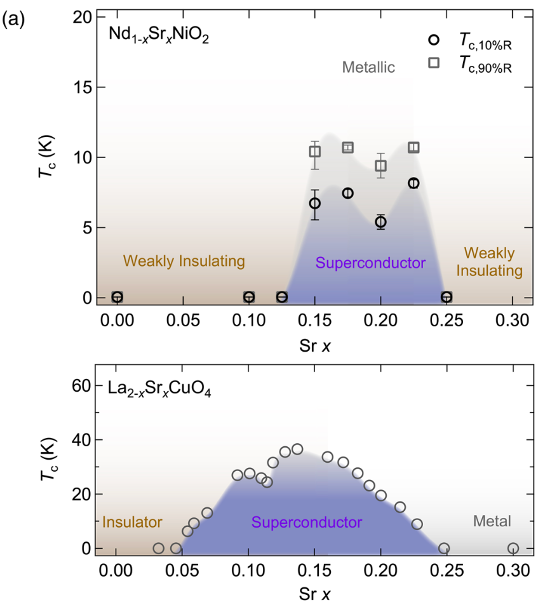 (a)
Nd1-xSrxNiO2
Tc,10%R
Tc,90%R
Metallic
Weakly Insulating
Superconductor
Weakly
Insulating
Tc (K)
20
15
10
5
0
0.00 0.05 0.10 0.15 0.20 0.25 0.30
Sr x
La2-xSrxCuO4
Insulator
Superconductor
Metal
Tc (K)
60
40
20
0
0.00 0.05 0.10 0.15 0.20 0.25 0.30
Sr x